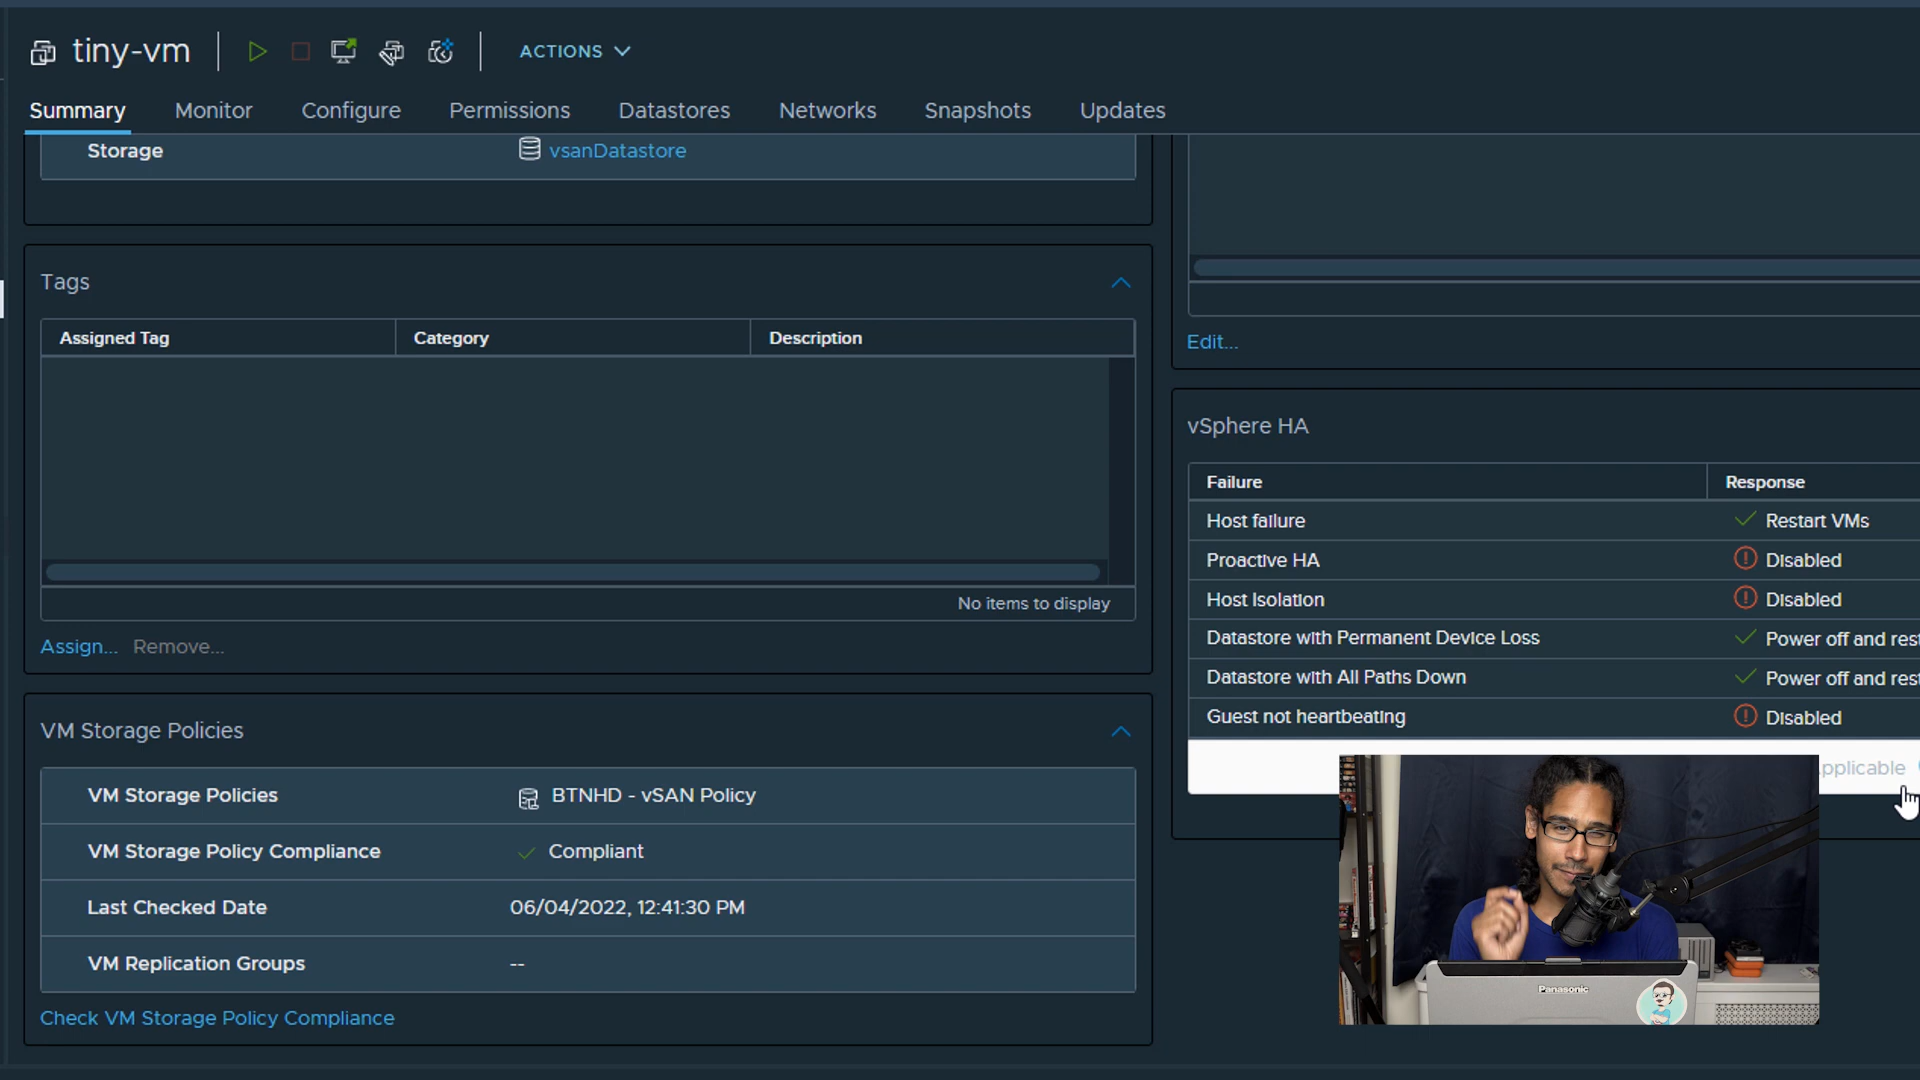 tiny-vm
ACTIONS
Summary Monitor Configure Permissions Datastores Networks Snapshots Updates
Storage vsanDatastore
Tags
Assigned Tag Category Description
No items to display
Assign... Remove...
VM Storage Policies
VM Storage Policies BTNHD - vSAN Policy
VM Storage Policy Compliance Compliant
Last Checked Date 06/04/2022, 12:41:30 PM
VM Replication Groups --
Check VM Storage Policy Compliance
Edit...
vSphere HA
Failure Response
Host failure Restart VMs
Proactive HA Disabled
Host Isolation Disabled
Datastore with Permanent Device Loss Power off and rest
Datastore with All Paths Down Power off and rest
Guest not heartbeating Disabled
pplicable
Panasonic